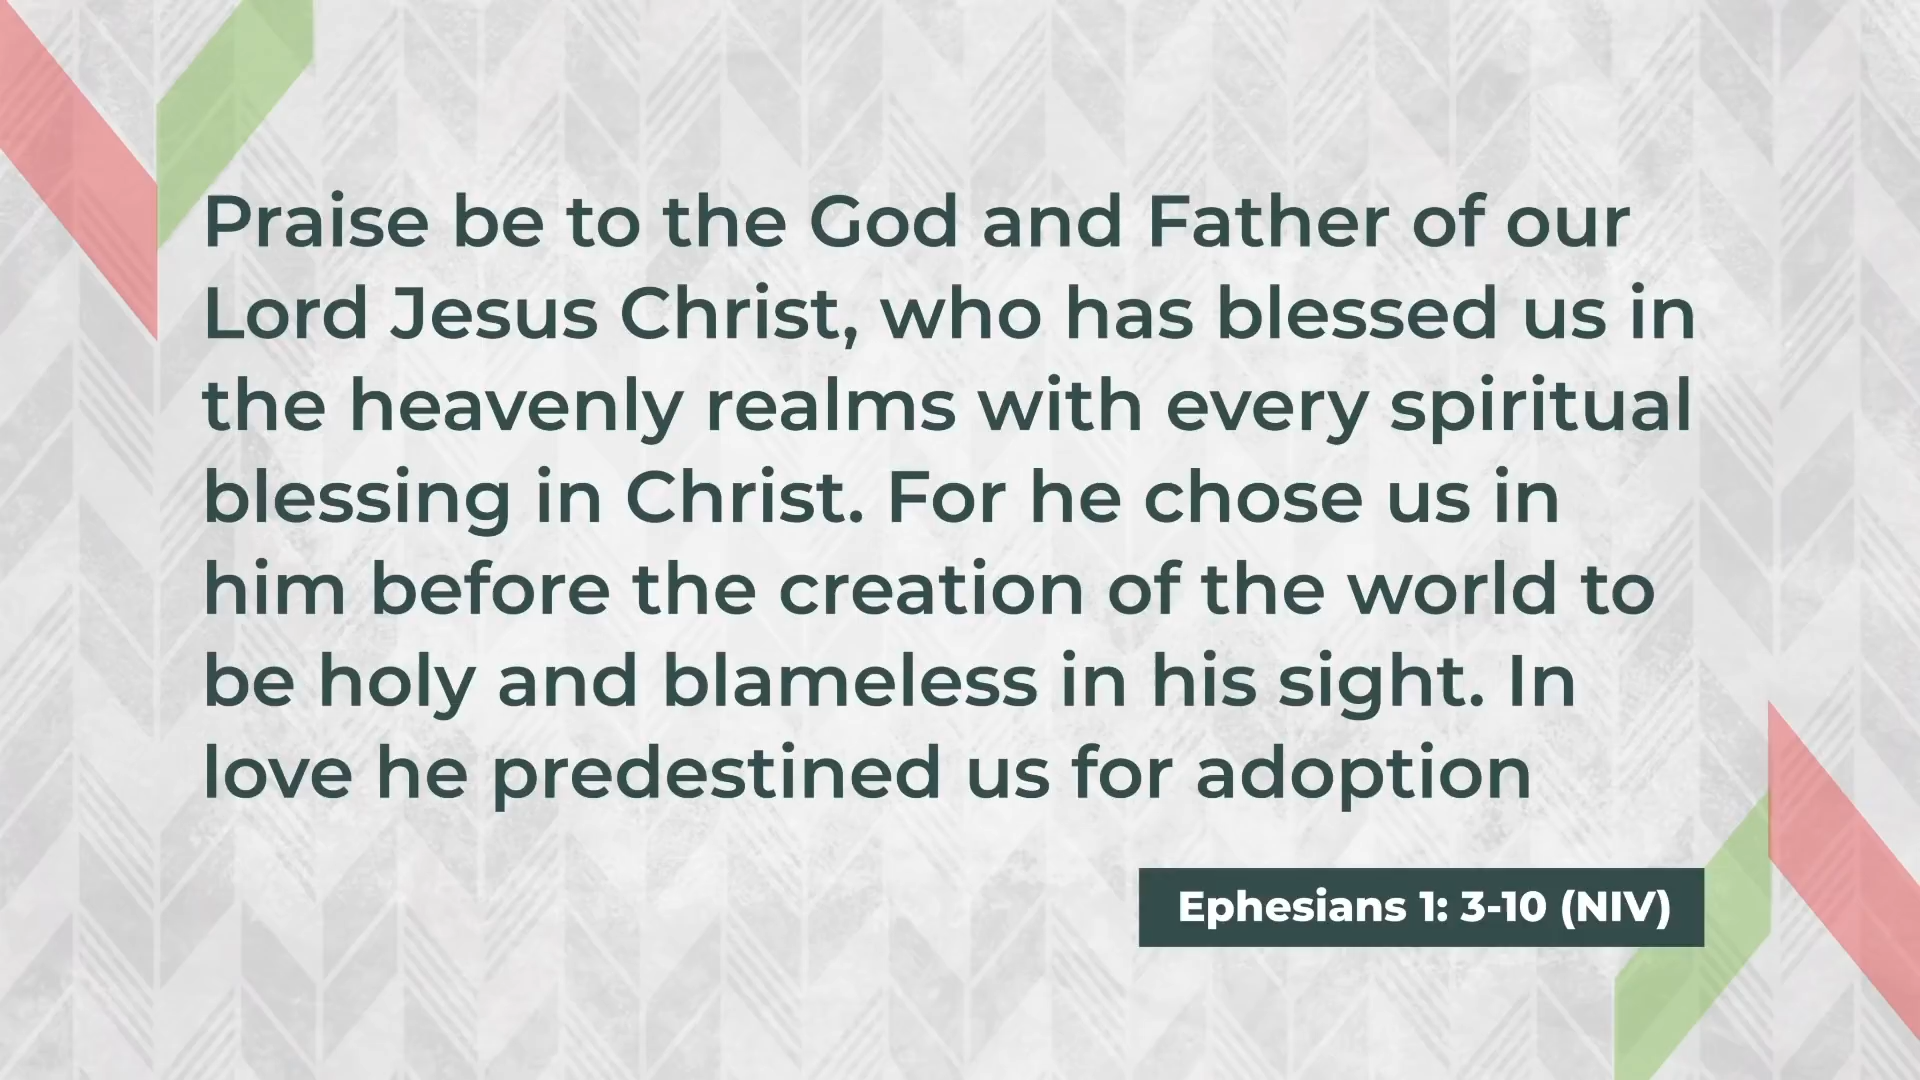 Praise be to the God and Father of our
Lord Jesus Christ, who has blessed us in
the heavenly realms with every spiritual
blessing in Christ. For he chose us in
him before the creation of the world to
be holy and blameless in his sight. In
love he predestined us for adoption
Ephesians 1: 3-10 (NIV)